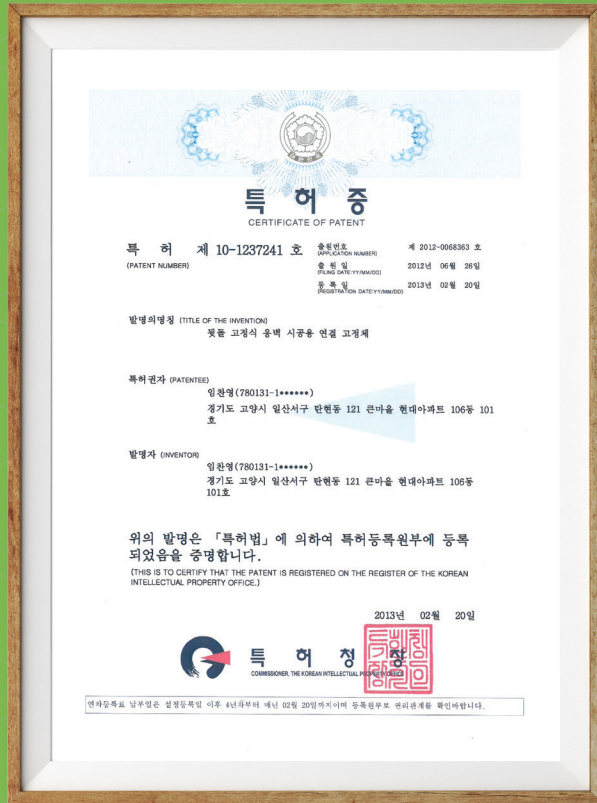 특 허 증
CERTIFICATE OF PATENT
특 허 제 10-1237241 호
(PATENT NUMBER)
출원번호 제 2012-0068363 호
(APPLICATION NUMBER)
출 원 일 2012년 06월 26일
(FILING DATE:YY/MM/DD)
등 록 일 2013년 02월 20일
(REGISTRATION DATE:YY/MM/DD)
발명의명칭 (TITLE OF THE INVENTION)
뒷돌 고정식 옹벽 시공용 연결 고정체
특허권자 (PATENTEE)
임찬영(780131-1******)
경기도 고양시 일산서구 탄현동 121 큰마을 현대아파트 106동 101
호
발명자 (INVENTOR)
임찬영(780131-1******)
경기도 고양시 일산서구 탄현동 121 큰마을 현대아파트 106동
101호
위의 발명은 「특허법」에 의하여 특허등록원부에 등록
되었음을 증명합니다.
(THIS IS TO CERTIFY THAT THE PATENT IS REGISTERED ON THE REGISTER OF THE KOREAN
INTELLECTUAL PROPERTY OFFICE.)
2013년 02월 20일
특 허 청 장
COMMISSIONER, THE KOREAN INTELLECTUAL PROPERTY OFFICE
연차등록료 납부일은 설정등록일 이후 4년차부터 매년 02월 20일까지이며 등록원부로 권리관계를 확인바랍니다.